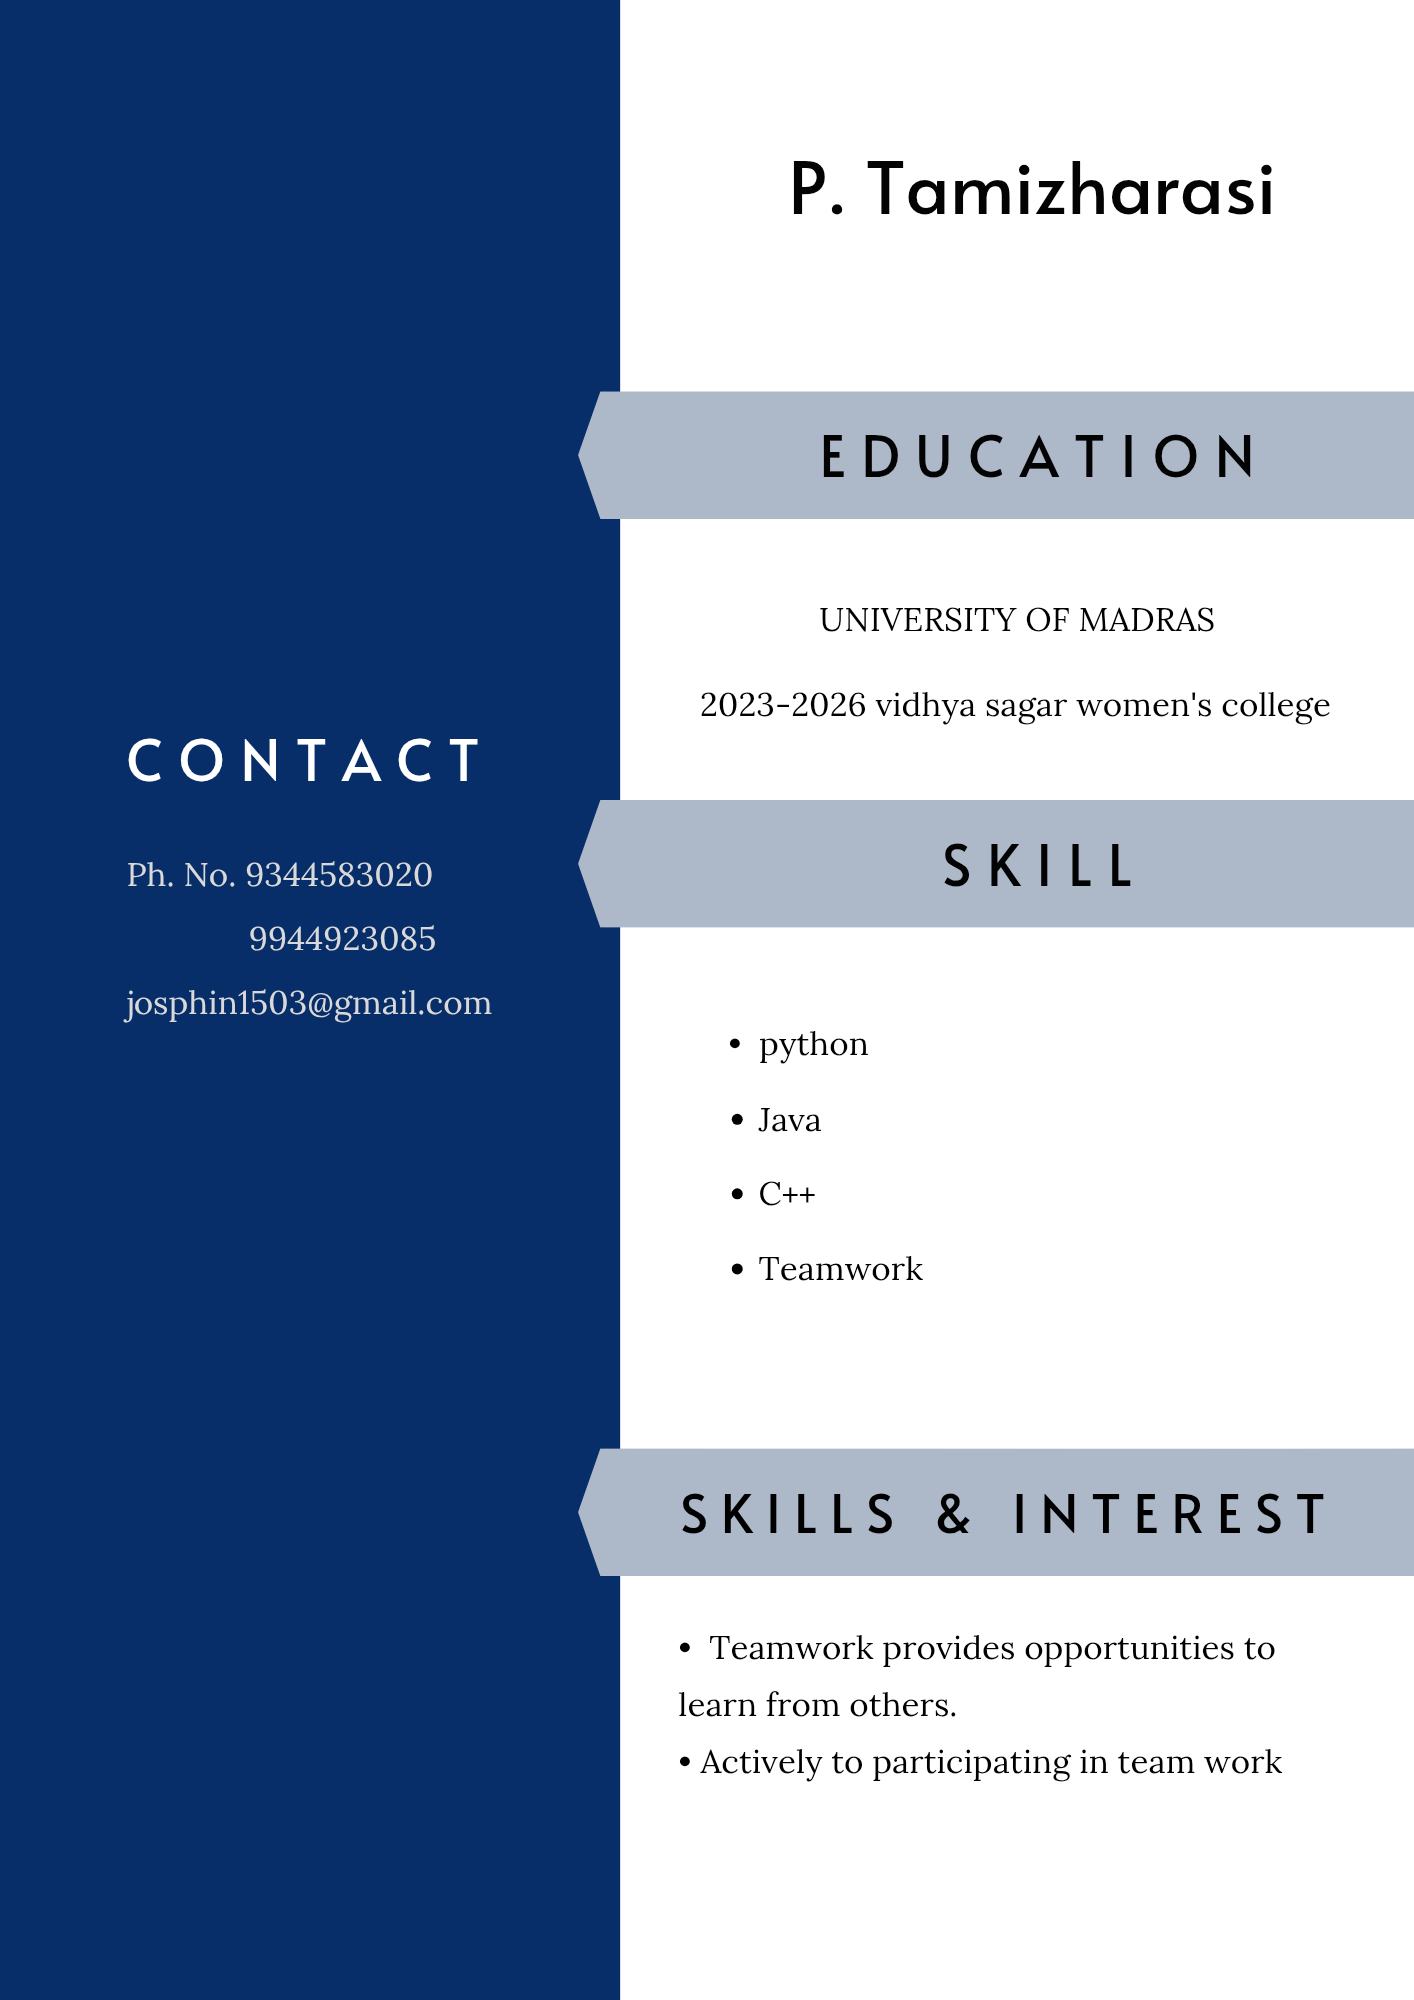 P. Tamizharasi
EDUCATION
UNIVERSITY OF MADRAS
2023-2026 vidhya sagar women's college
CONTACT
Ph. No. 9344583020
9944923085
josphin1503@gmail.com
SKILL
• python
• Java
• C++
• Teamwork
SKILLS & INTEREST
• Teamwork provides opportunities to
learn from others.
• Actively to participating in team work